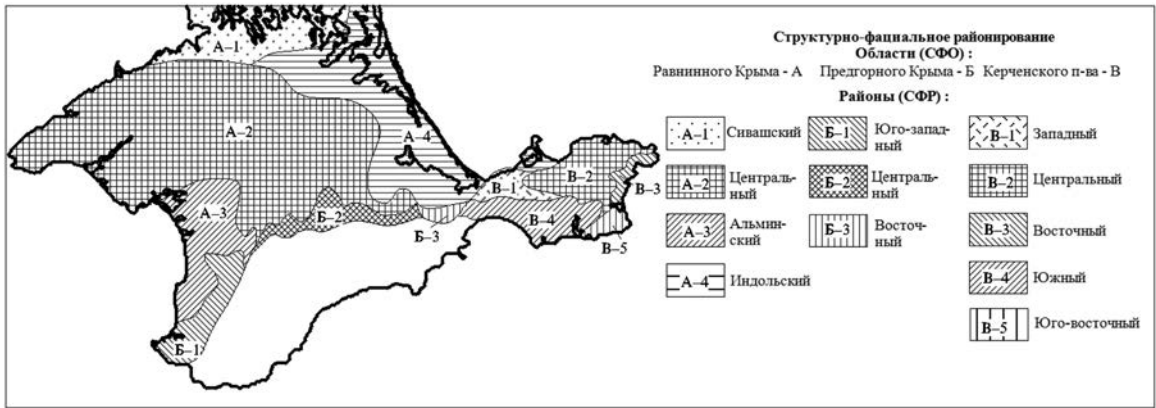 Структурно-фациальное районирование
Области (СФО) :
Равнинного Крыма - А Предгорного Крыма - Б Керченского п-ва - В
Районы (СФР) :
А–1 Сивашский
Б–1 Юго-запад-
ный
В–1 Западный
А–2 Централь-
ный
Б–2 Централь-
ный
В–2 Центральный
А–3 Альмин-
ский
Б–3 Восточ-
ный
В–3 Восточный
А–4 Индольский
В–4 Южный
В–5 Юго-восточный
А–1
А–2
А–4
А–3
Б–2
Б–3
Б–1
В–1
В–2
В–3
В–4
В–5